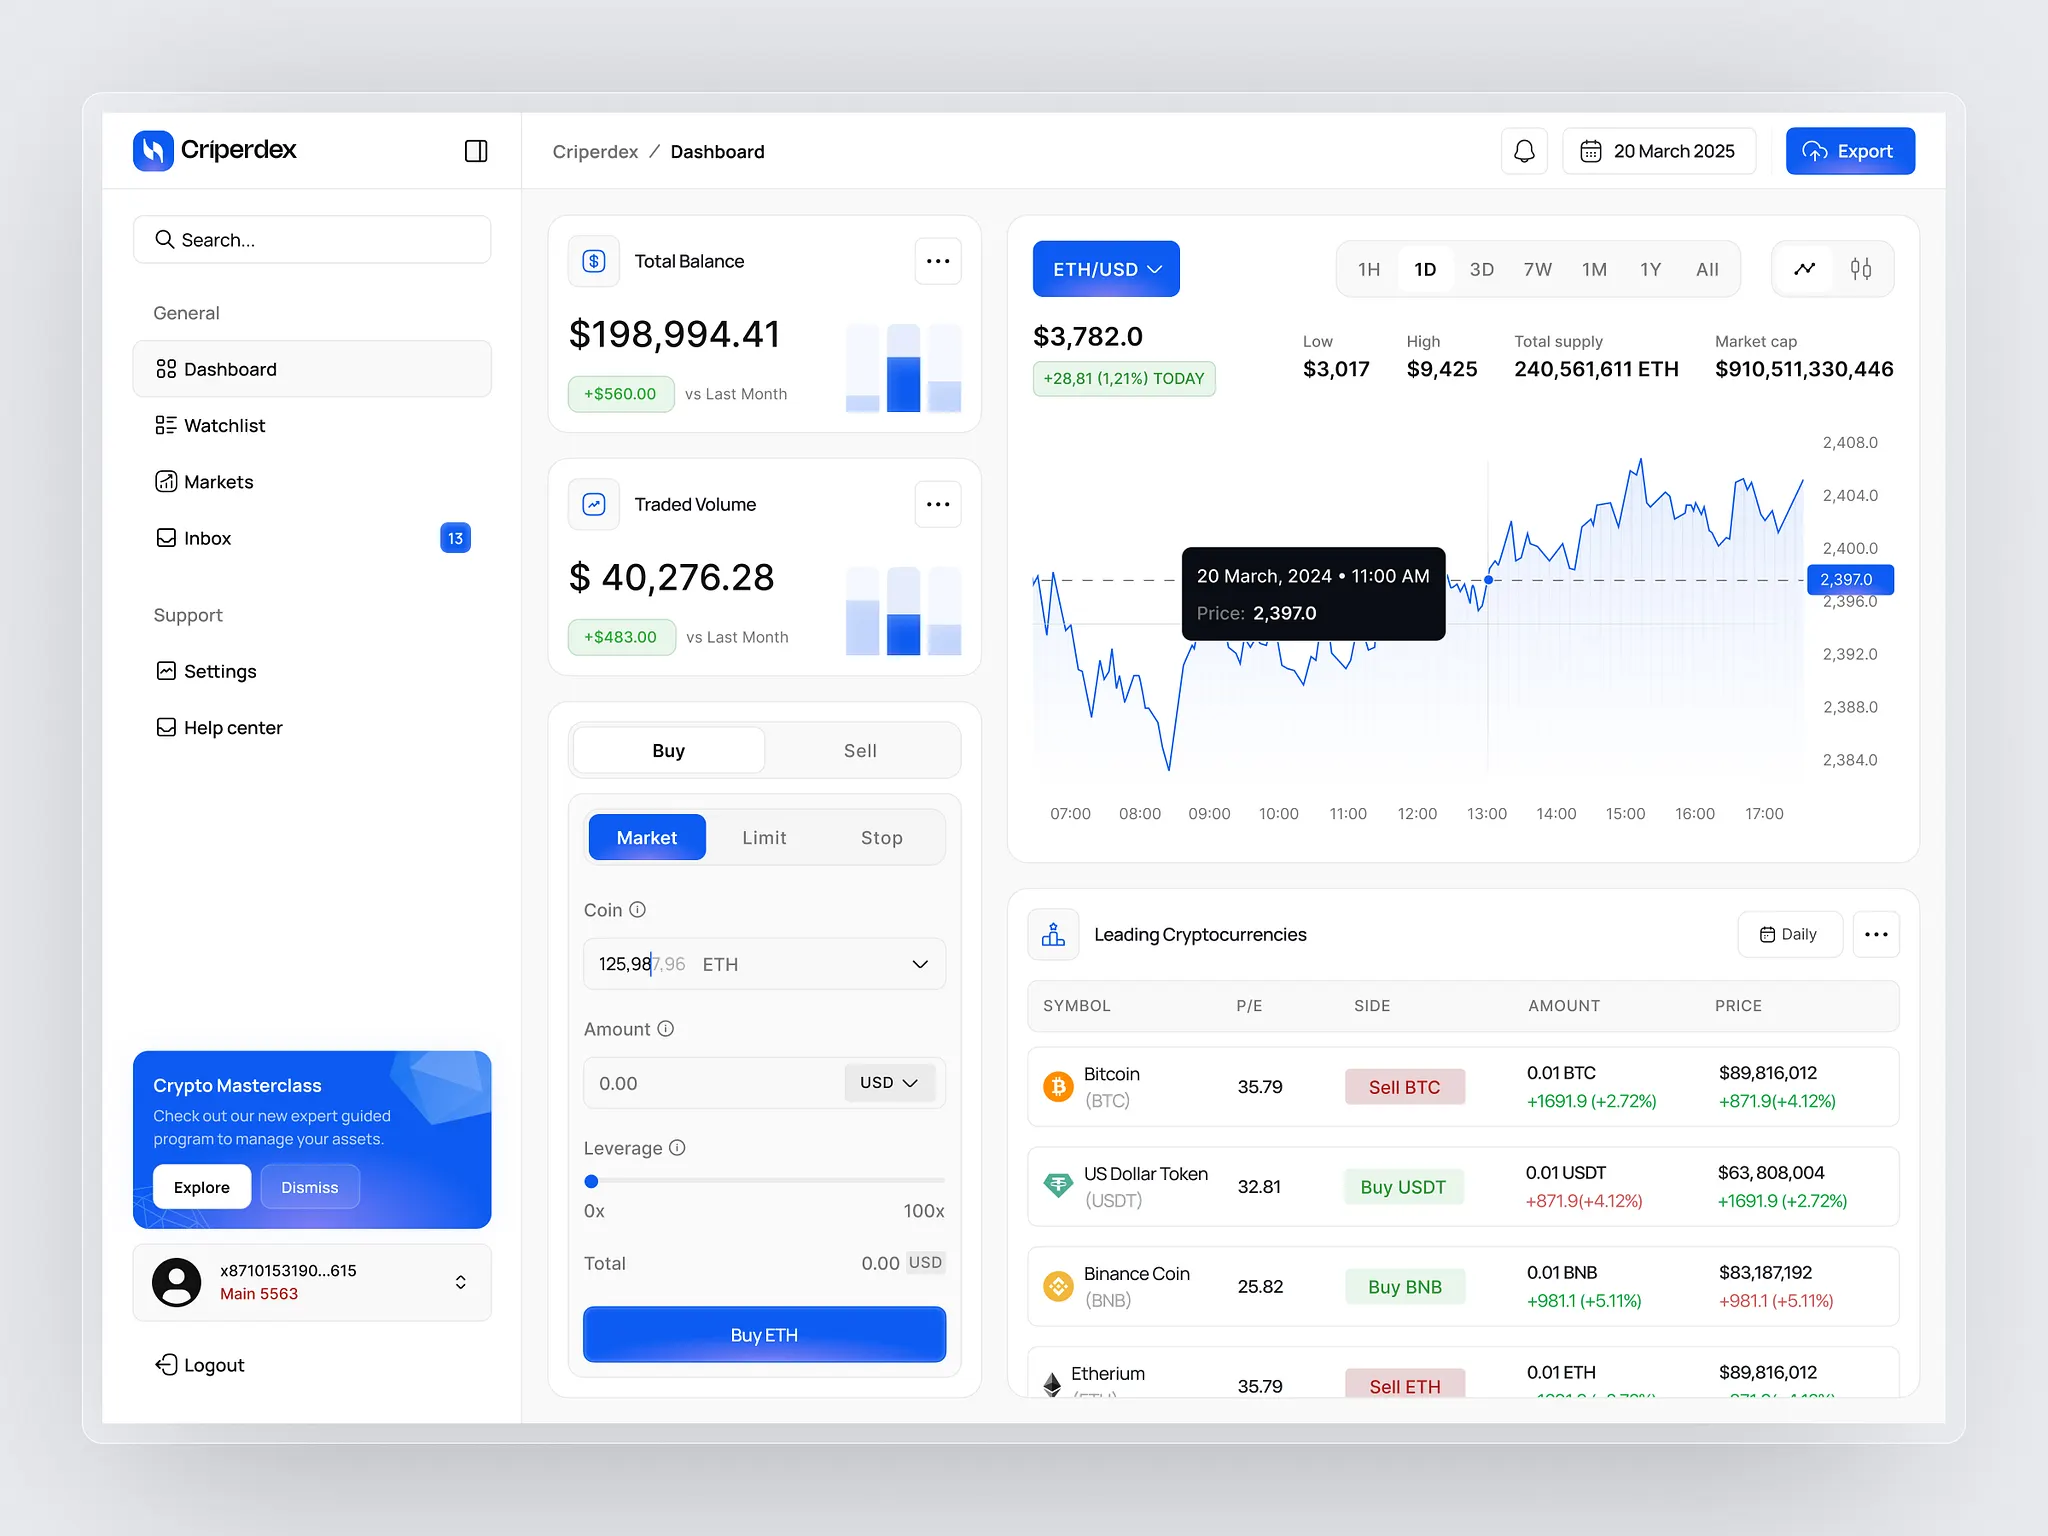 Criperdex
Search...
General
Dashboard
Watchlist
Markets
Inbox
13
Support
Settings
Help center
Crypto Masterclass
Check out our new expert guided
program to manage your assets.
Explore
Dismiss
x8710153190...615
Main 5563
Logout
Criperdex / Dashboard
20 March 2025
Export
Total Balance
$198,994.41
+$560.00 vs Last Month
Traded Volume
$ 40,276.28
+$483.00 vs Last Month
Buy
Sell
Market
Limit
Stop
Coin
125,987,96 ETH
Amount
0.00
USD
Leverage
0x
100x
Total
0.00 USD
Buy ETH
ETH/USD
1H
1D
3D
7W
1M
1Y
All
$3,782.0
+28,81 (1,21%) TODAY
Low
$3,017
High
$9,425
Total supply
240,561,611 ETH
Market cap
$910,511,330,446
2,408.0
2,404.0
2,400.0
2,397.0
2,396.0
2,392.0
2,388.0
2,384.0
20 March, 2024 • 11:00 AM
Price: 2,397.0
07:00
08:00
09:00
10:00
11:00
12:00
13:00
14:00
15:00
16:00
17:00
Leading Cryptocurrencies
Daily
SYMBOL
P/E
SIDE
AMOUNT
PRICE
Bitcoin
(BTC)
35.79
Sell BTC
0.01 BTC
+1691.9 (+2.72%)
$89,816,012
+871.9(+4.12%)
US Dollar Token
(USDT)
32.81
Buy USDT
0.01 USDT
+871.9(+4.12%)
$63,808,004
+1691.9 (+2.72%)
Binance Coin
(BNB)
25.82
Buy BNB
0.01 BNB
+981.1 (+5.11%)
$83,187,192
+981.1 (+5.11%)
Etherium
35.79
Sell ETH
0.01 ETH
$89,816,012